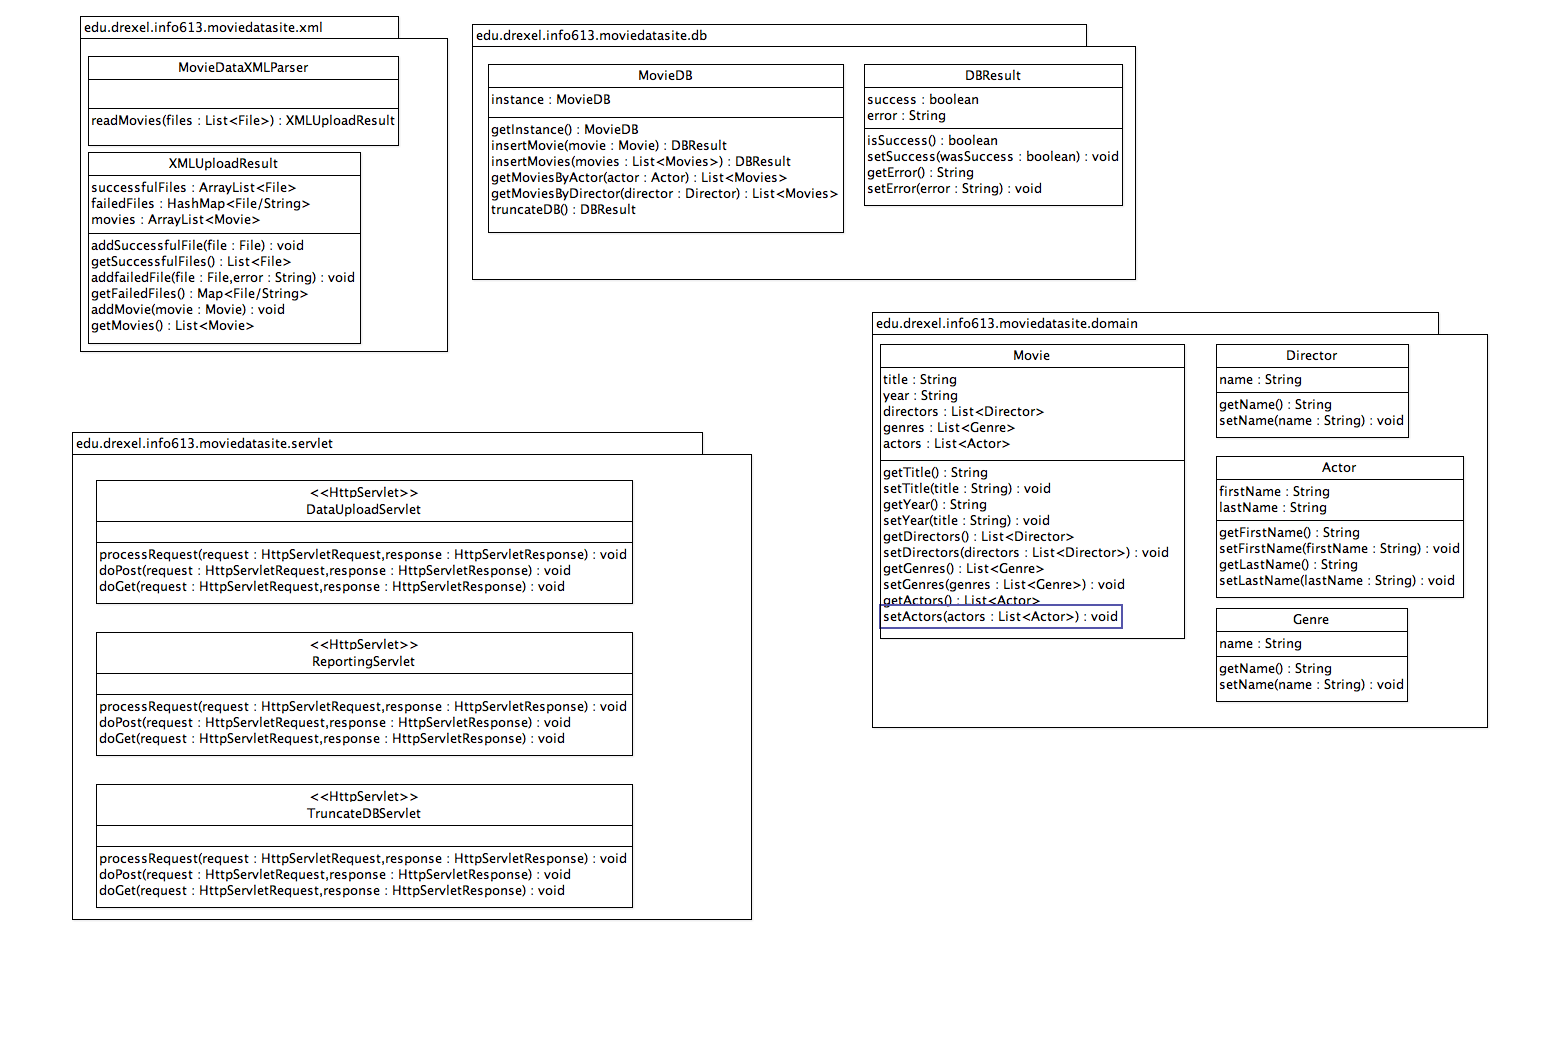 edu.drexel.info613.moviedatasite.xml
MovieDataXMLParser
readMovies(files : List<File>) : XMLUploadResult
XMLUploadResult
successfulFiles : ArrayList<File>
failedFiles : HashMap<File/String>
movies : ArrayList<Movie>
addSuccessfulFile(file : File) : void
getSuccessfulFiles() : List<File>
addfailedFile(file : File,error : String) : void
getFailedFiles() : Map<File/String>
addMovie(movie : Movie) : void
getMovies() : List<Movie>
edu.drexel.info613.moviedatasite.db
MovieDB
instance : MovieDB
getInstance() : MovieDB
insertMovie(movie : Movie) : DBResult
insertMovies(movies : List<Movies>) : DBResult
getMoviesByActor(actor : Actor) : List<Movies>
getMoviesByDirector(director : Director) : List<Movies>
truncateDB() : DBResult
DBResult
success : boolean
error : String
isSuccess() : boolean
setSuccess(wasSuccess : boolean) : void
getError() : String
setError(error : String) : void
edu.drexel.info613.moviedatasite.domain
Movie
title : String
year : String
directors : List<Director>
genres : List<Genre>
actors : List<Actor>
getTitle() : String
setTitle(title : String) : void
getYear() : String
setYear(title : String) : void
getDirectors() : List<Director>
setDirectors(directors : List<Director>) : void
getGenres() : List<Genre>
setGenres(genres : List<Genre>) : void
getActors() : List<Actor>
setActors(actors : List<Actor>) : void
Director
name : String
getName() : String
setName(name : String) : void
Actor
firstName : String
lastName : String
getFirstName() : String
setFirstName(firstName : String) : void
getLastName() : String
setLastName(lastName : String) : void
Genre
name : String
getName() : String
setName(name : String) : void
edu.drexel.info613.moviedatasite.servlet
<<HttpServlet>>
DataUploadServlet
processRequest(request : HttpServletRequest,response : HttpServletResponse) : void
doPost(request : HttpServletRequest,response : HttpServletResponse) : void
doGet(request : HttpServletRequest,response : HttpServletResponse) : void
<<HttpServlet>>
ReportingServlet
processRequest(request : HttpServletRequest,response : HttpServletResponse) : void
doPost(request : HttpServletRequest,response : HttpServletResponse) : void
doGet(request : HttpServletRequest,response : HttpServletResponse) : void
<<HttpServlet>>
TruncateDBServlet
processRequest(request : HttpServletRequest,response : HttpServletResponse) : void
doPost(request : HttpServletRequest,response : HttpServletResponse) : void
doGet(request : HttpServletRequest,response : HttpServletResponse) : void